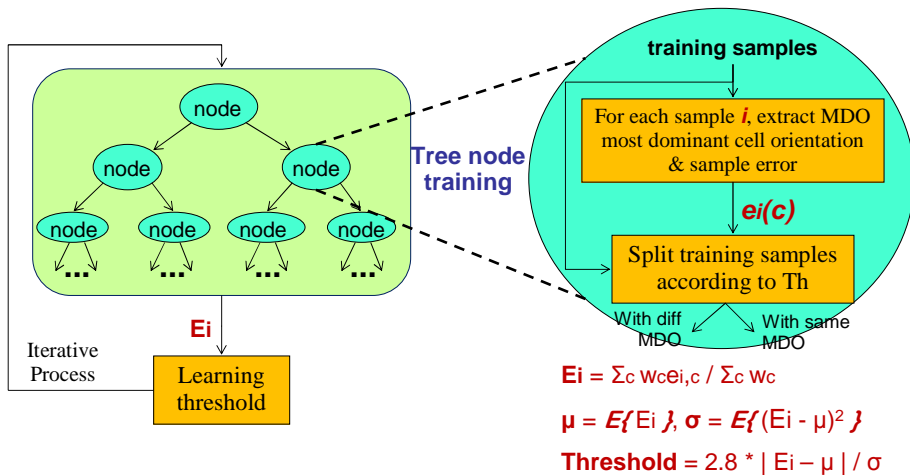 node
node
node
node
node
node
node
...
...
...
...
Ei
Iterative
Process
Learning
threshold
Tree node
training
training samples
For each sample i, extract MDO
most dominant cell orientation
& sample error
ei(c)
Split training samples
according to Th
With diff
MDO
With same
MDO
Ei = Σc wcei,c / Σc wc
μ = E{ Ei }, σ = E{ (Ei - μ)² }
Threshold = 2.8 * | Ei – μ | / σ